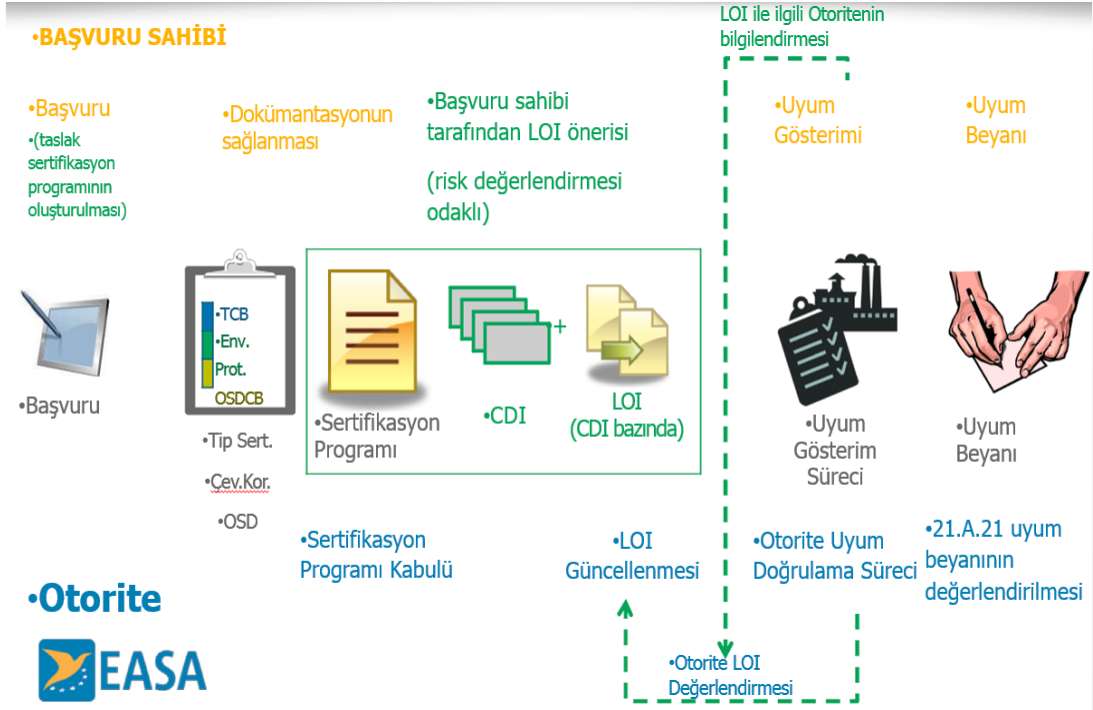 LOI ile ilgili Otoritenin
bilgilendirmesi
•BAŞVURU SAHİBİ
•Başvuru
•(taslak
sertifikasyon
programının
oluşturulması)
•Dokümantasyonun
sağlanması
•Başvuru sahibi
tarafından LOI önerisi
(risk değerlendirmesi
odaklı)
•Uyum
Gösterimi
•Uyum
Beyanı
•Başvuru
•TCB
•Env.
Prot.
OSDCB
•Tip Sert.
•Çev.Kor.
•OSD
•Sertifikasyon
Programı
+
•CDI
LOI
(CDI bazında)
•Uyum
Gösterim
Süreci
•Uyum
Beyanı
•Sertifikasyon
Programı Kabulü
•LOI
Güncellenmesi
•Otorite Uyum
Doğrulama Süreci
•21.A.21 uyum
beyanının
değerlendirilmesi
•Otorite
EASA
•Otorite LOI
Değerlendirmesi